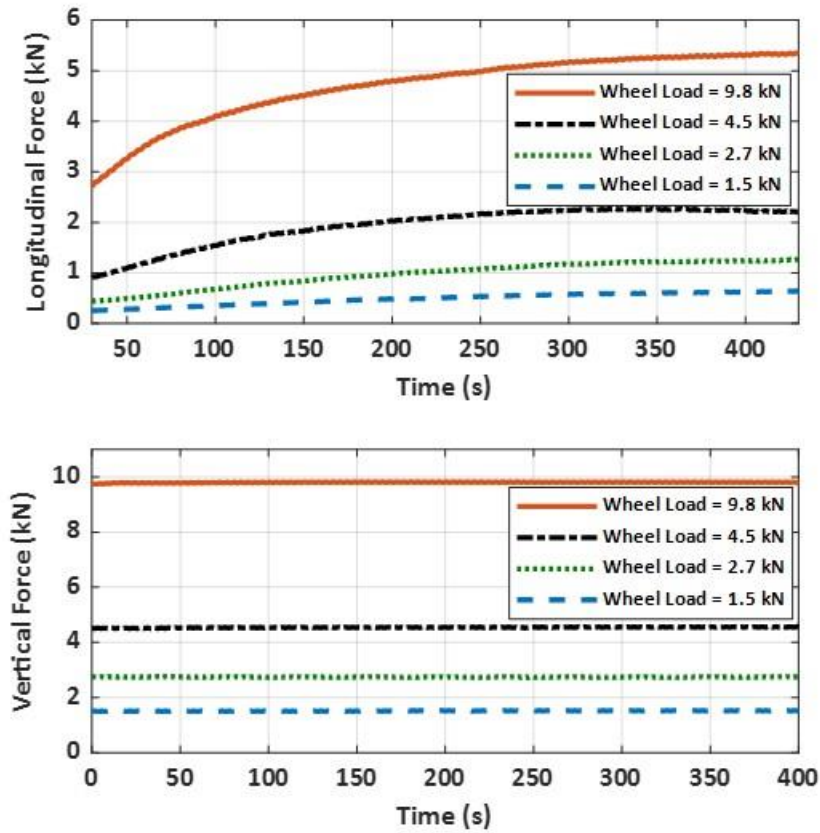 Longitudinal Force (kN)
6
5
4
3
2
1
0
Wheel Load = 9.8 kN
Wheel Load = 4.5 kN
Wheel Load = 2.7 kN
Wheel Load = 1.5 kN
50 100 150 200 250 300 350 400
Time (s)
Vertical Force (kN)
10
8
6
4
2
0
Wheel Load = 9.8 kN
Wheel Load = 4.5 kN
Wheel Load = 2.7 kN
Wheel Load = 1.5 kN
0 50 100 150 200 250 300 350 400
Time (s)